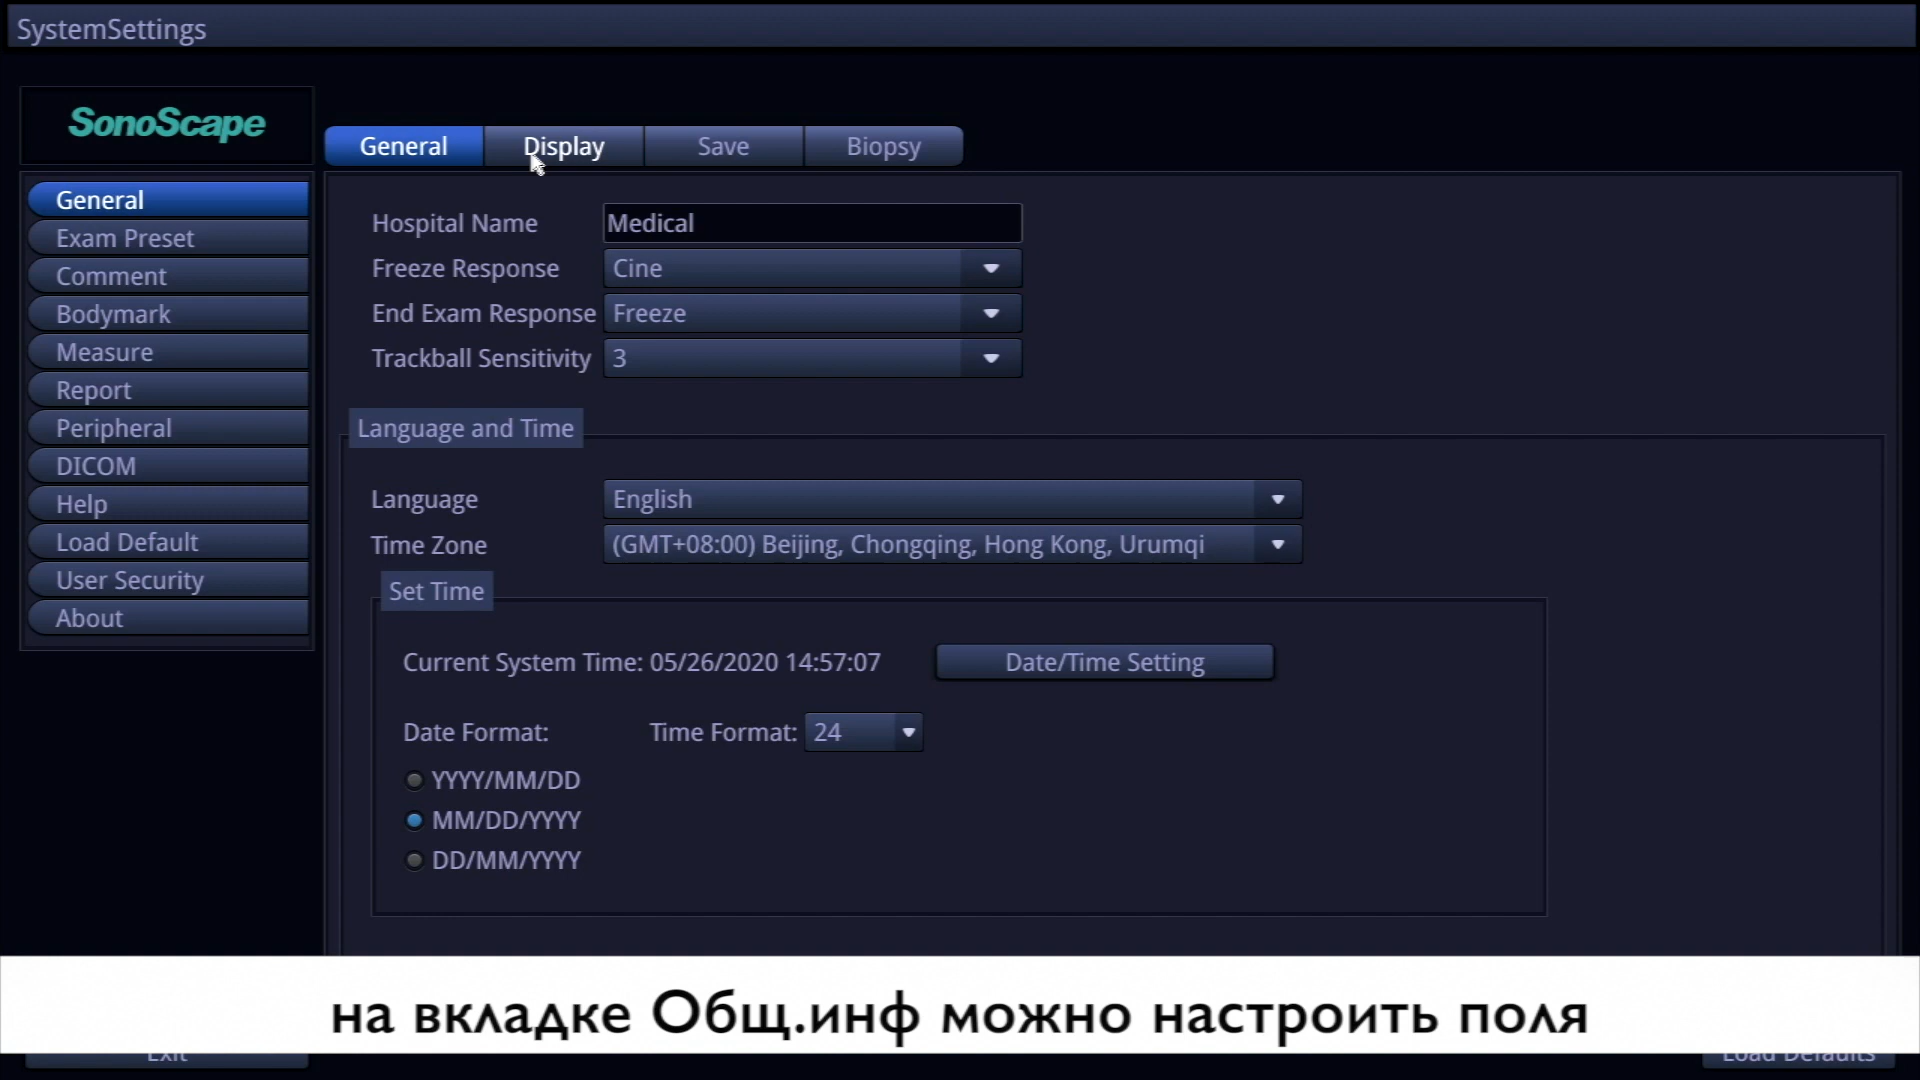 SystemSettings
SonoScape
General
Display
Save
Biopsy
General
Exam Preset
Comment
Bodymark
Measure
Report
Peripheral
DICOM
Help
Load Default
User Security
About
Hospital Name Medical
Freeze Response Cine
End Exam Response Freeze
Trackball Sensitivity 3
Language and Time
Language English
Time Zone (GMT+08:00) Beijing, Chongqing, Hong Kong, Urumqi
Set Time
Current System Time: 05/26/2020 14:57:07 Date/Time Setting
Date Format: Time Format: 24
YYYY/MM/DD
MM/DD/YYYY
DD/MM/YYYY
на вкладке Общ.инф можно настроить поля
Exit
Load Defaults